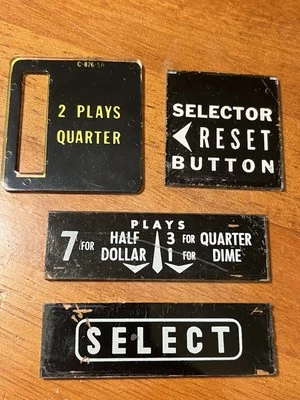 C-876-
2 PLAYS
QUARTER
SELECTOR
RESET
BUTTON
PLAYS
7 FOR HALF DOLLAR 3 FOR QUARTER
1 FOR DIME
SELECT